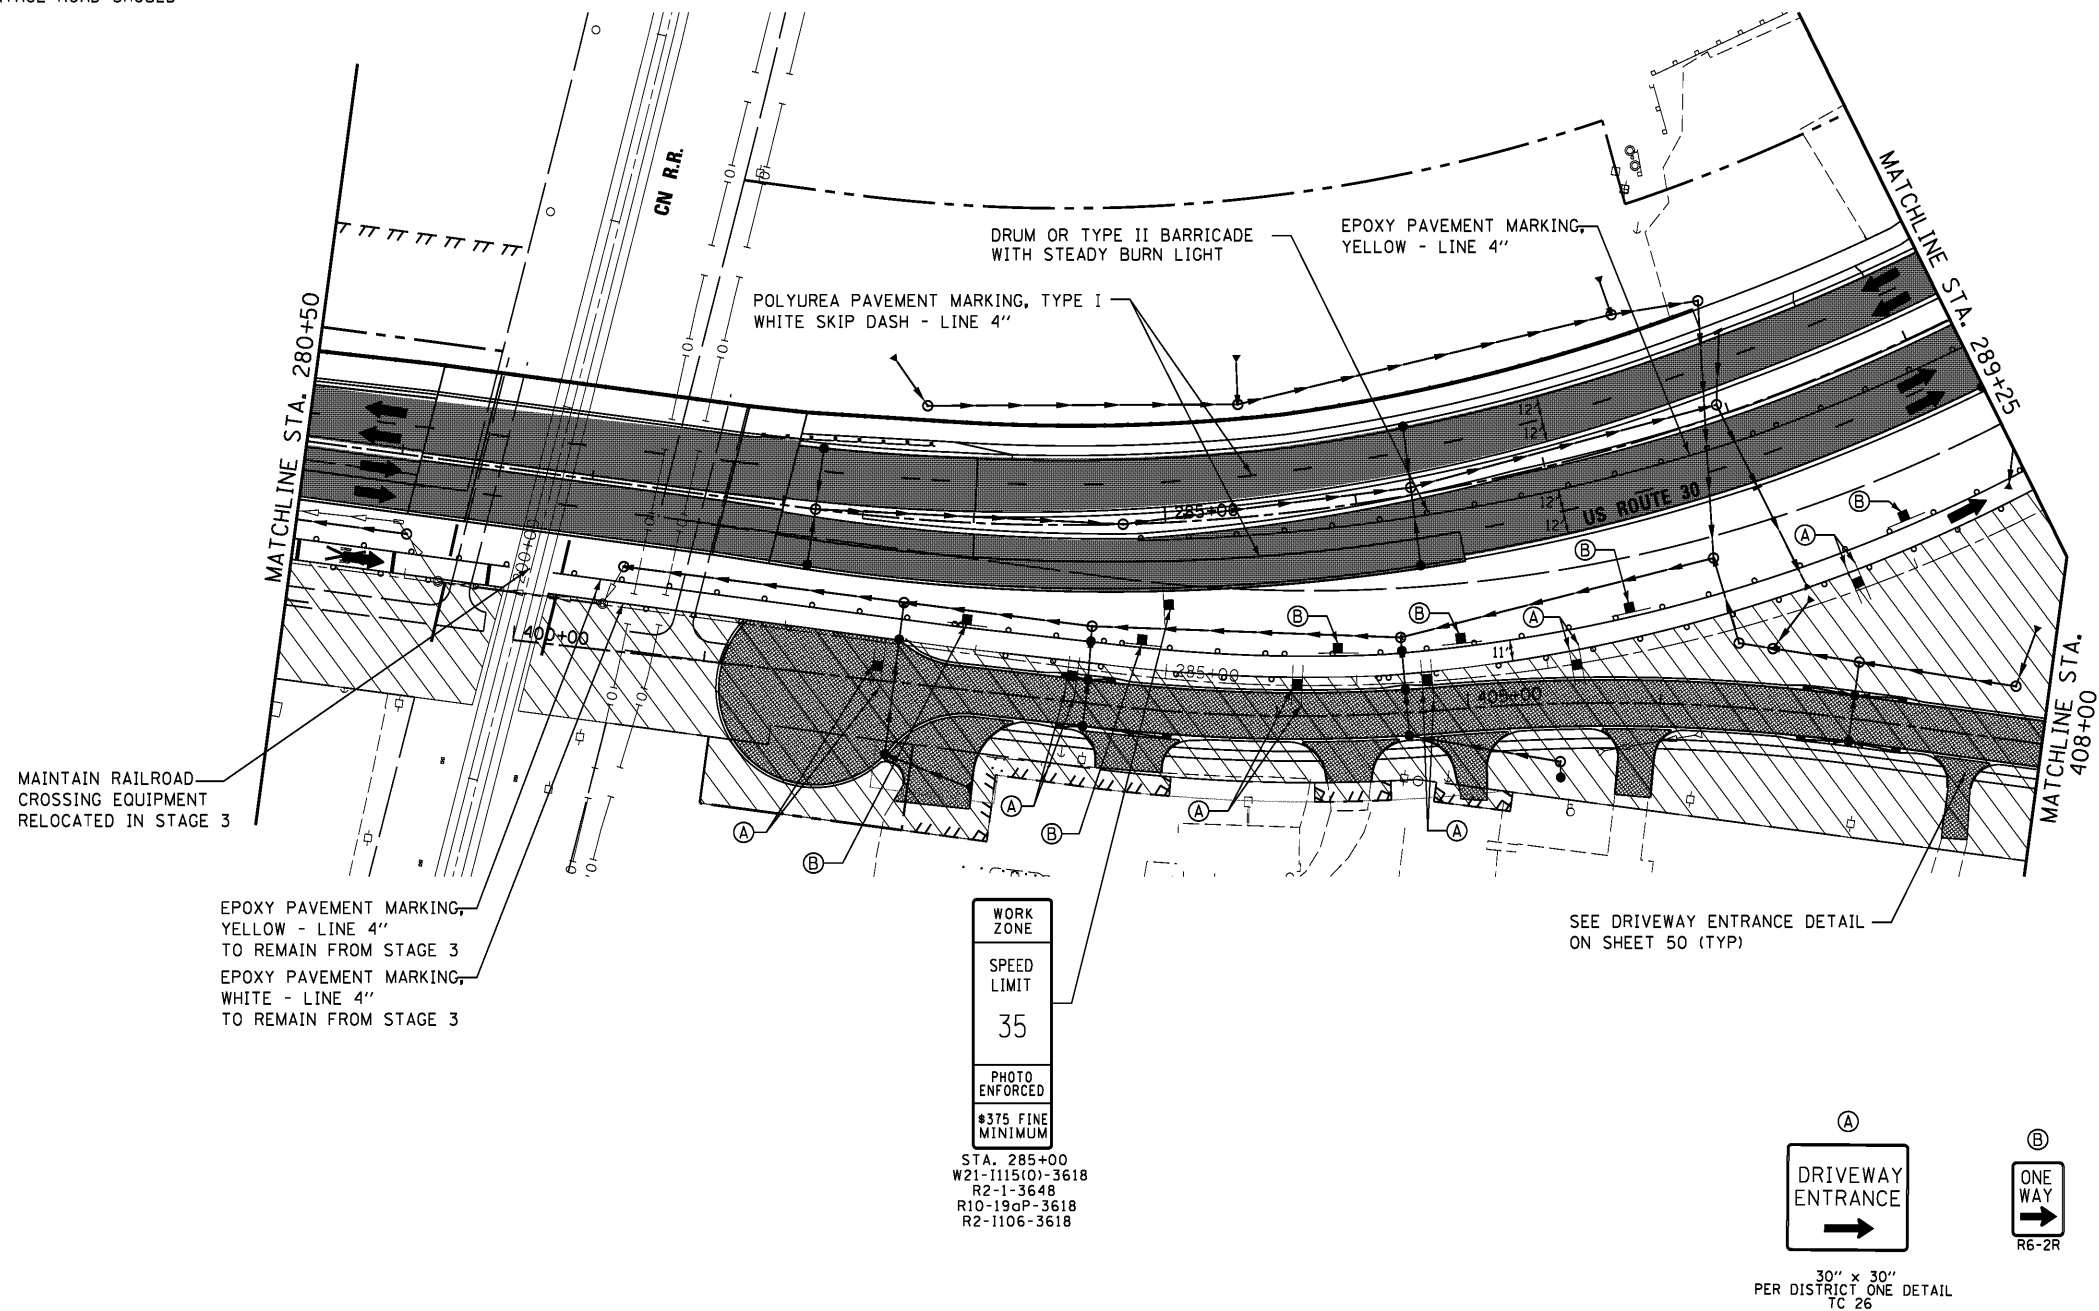 CN R.R.
DRUM OR TYPE II BARRICADE
WITH STEADY BURN LIGHT
EPOXY PAVEMENT MARKING,
YELLOW - LINE 4"
POLYUREA PAVEMENT MARKING, TYPE I
WHITE SKIP DASH - LINE 4"
MATCHLINE STA. 280+50
MATCHLINE STA. 289+25
12'
12'
12'
12'
285+00
US ROUTE 30
B
A
B
400+00
B
B
A
11'
285+00
405+00
MATCHLINE STA.
408+00
MAINTAIN RAILROAD
CROSSING EQUIPMENT
RELOCATED IN STAGE 3
A
B
A
B
A
A
EPOXY PAVEMENT MARKING,
YELLOW - LINE 4"
TO REMAIN FROM STAGE 3
EPOXY PAVEMENT MARKING,
WHITE - LINE 4"
TO REMAIN FROM STAGE 3
WORK
ZONE
SPEED
LIMIT
35
PHOTO
ENFORCED
$375 FINE
MINIMUM
STA. 285+00
W21-I115(O)-3618
R2-1-3648
R10-19aP-3618
R2-I106-3618
SEE DRIVEWAY ENTRANCE DETAIL
ON SHEET 50 (TYP)
A
DRIVEWAY
ENTRANCE
30" x 30"
PER DISTRICT ONE DETAIL
TC 26
B
ONE
WAY
R6-2R